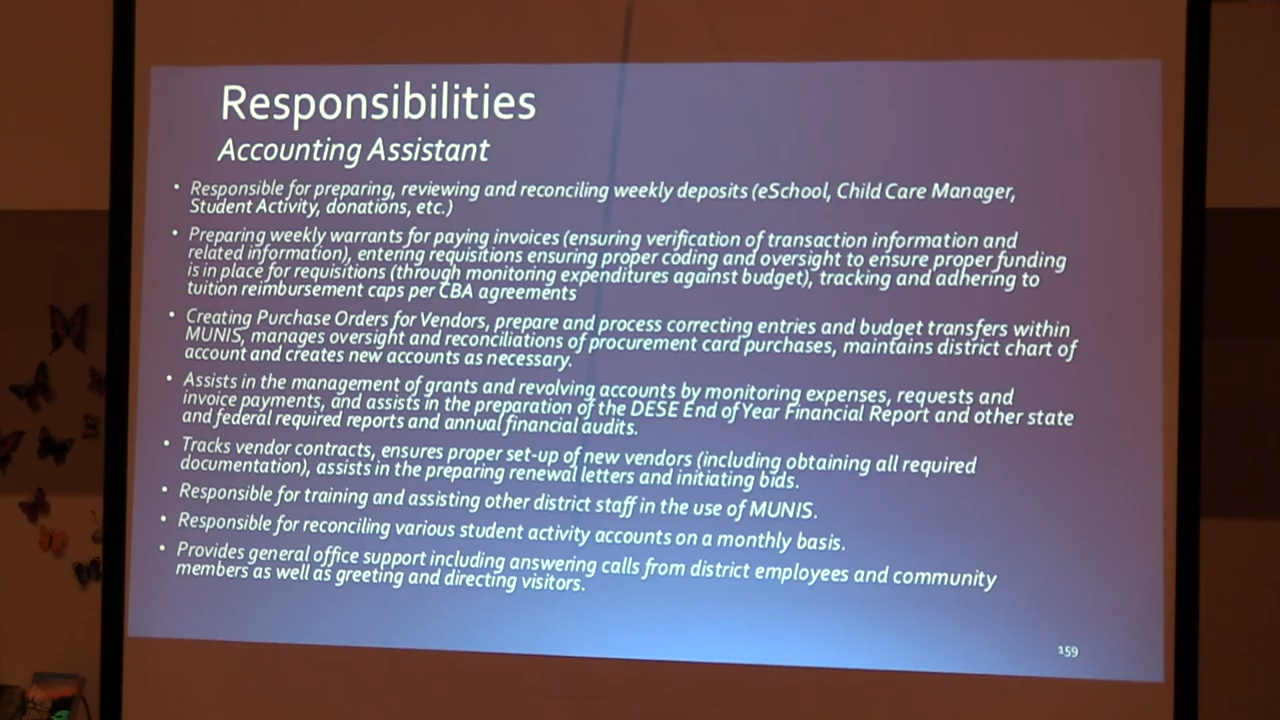 Responsibilities
Accounting Assistant
• Responsible for preparing, reviewing and reconciling weekly deposits (eSchool, Child Care Manager,
Student Activity, donations, etc.)
• Preparing weekly warrants for paying invoices (ensuring verification of transaction information and
related information), entering requisitions ensuring proper coding and oversight to ensure proper funding
is in place for requisitions (through monitoring expenditures against budget), tracking and adhering to
tuition reimbursement caps per CBA agreements
• Creating Purchase Orders for Vendors, prepare and process correcting entries and budget transfers within
MUNIS, manages oversight and reconciliations of procurement card purchases, maintains district chart of
account and creates new accounts as necessary.
• Assists in the management of grants and revolving accounts by monitoring expenses, requests and
invoice payments, and assists in the preparation of the DESE End of Year Financial Report and other state
and federal required reports and annual financial audits.
• Tracks vendor contracts, ensures proper set-up of new vendors (including obtaining all required
documentation), assists in the preparing renewal letters and initiating bids.
• Responsible for training and assisting other district staff in the use of MUNIS.
• Responsible for reconciling various student activity accounts on a monthly basis.
• Provides general office support including answering calls from district employees and community
members as well as greeting and directing visitors.
159